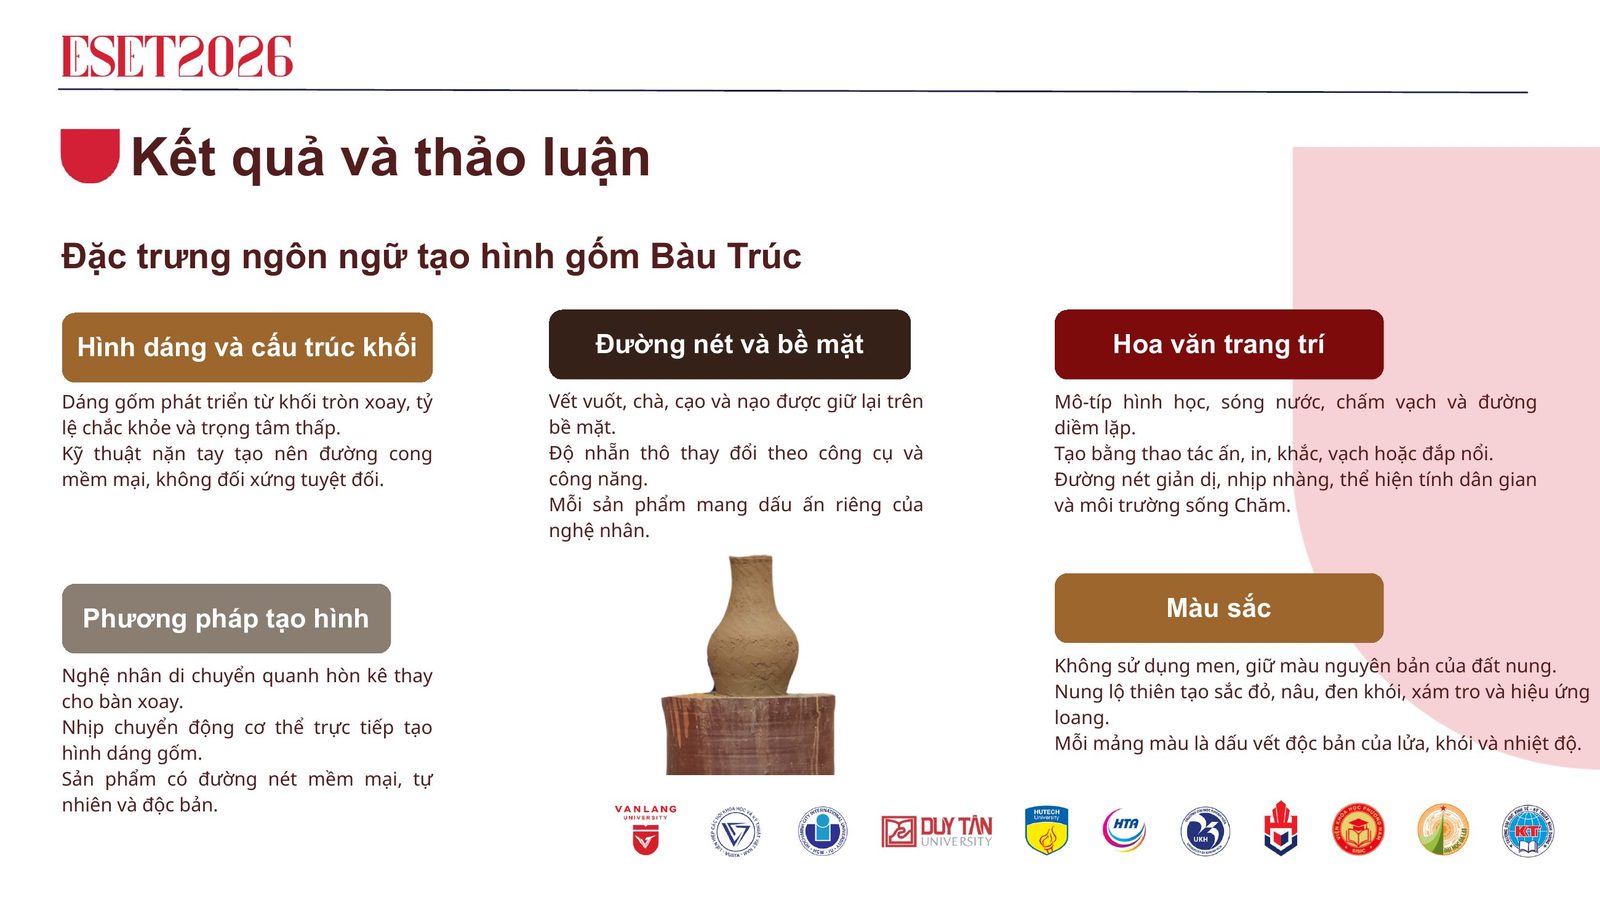 ESET2026
Kết quả và thảo luận
Đặc trưng ngôn ngữ tạo hình gốm Bàu Trúc
Hình dáng và cấu trúc khối
Dáng gốm phát triển từ khối tròn xoay, tỷ
lệ chắc khỏe và trọng tâm thấp.
Kỹ thuật nặn tay tạo nên đường cong
mềm mại, không đối xứng tuyệt đối.
Phương pháp tạo hình
Nghệ nhân di chuyển quanh hòn kê thay
cho bàn xoay.
Nhịp chuyển động cơ thể trực tiếp tạo
hình dáng gốm.
Sản phẩm có đường nét mềm mại, tự
nhiên và độc bản.
Đường nét và bề mặt
Vết vuốt, chà, cạo và nạo được giữ lại trên
bề mặt.
Độ nhẵn thô thay đổi theo công cụ và
công năng.
Mỗi sản phẩm mang dấu ấn riêng của
nghệ nhân.
Hoa văn trang trí
Mô-típ hình học, sóng nước, chấm vạch và đường
diềm lặp.
Tạo bằng thao tác ấn, in, khắc, vạch hoặc đắp nổi.
Đường nét giản dị, nhịp nhàng, thể hiện tính dân gian
và môi trường sống Chăm.
Màu sắc
Không sử dụng men, giữ màu nguyên bản của đất nung.
Nung lộ thiên tạo sắc đỏ, nâu, đen khói, xám tro và hiệu ứng
loang.
Mỗi mảng màu là dấu vết độc bản của lửa, khói và nhiệt độ.
VANLANG
UNIVERSITY
DUY TÂN
UNIVERSITY
HUTECH
University
HTA
UKH